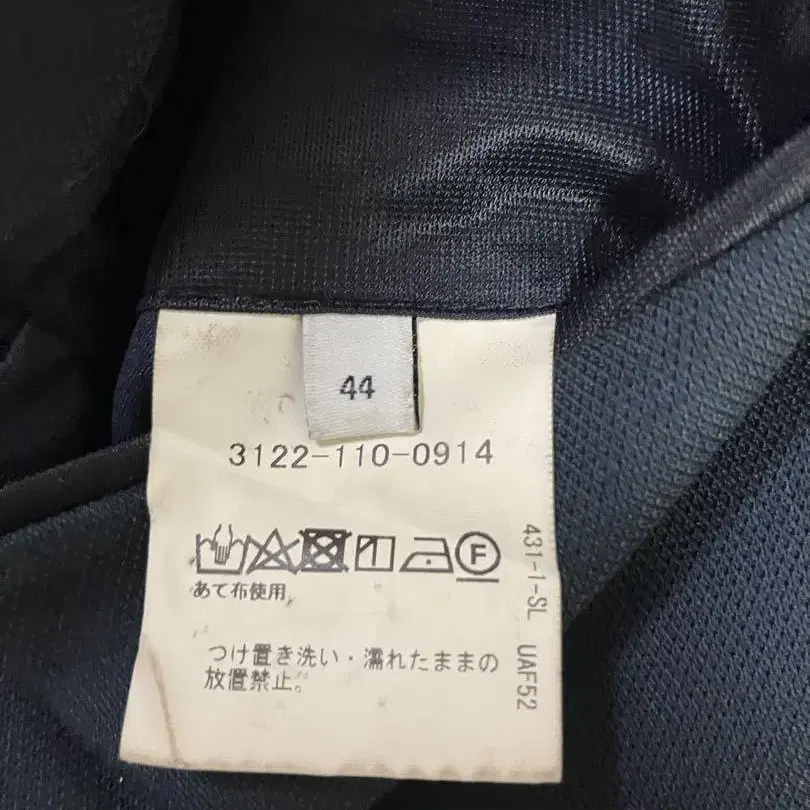 44
3122-110-0914
F
あて布使用
つけ置き洗い・濡れたままの
放置禁止。
431-1-SL UAF52